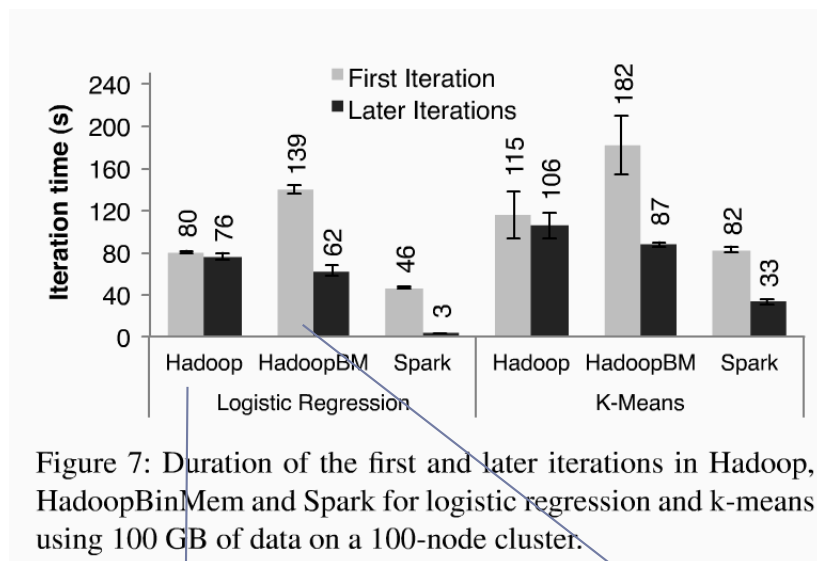 240
200
160
120
80
40
0
Iteration time (s)
First Iteration
Later Iterations
80
76
139
62
46
3
115
106
182
87
82
33
Hadoop HadoopBM Spark Hadoop HadoopBM Spark
Logistic Regression K-Means
Figure 7: Duration of the first and later iterations in Hadoop,
HadoopBinMem and Spark for logistic regression and k-means
using 100 GB of data on a 100-node cluster.